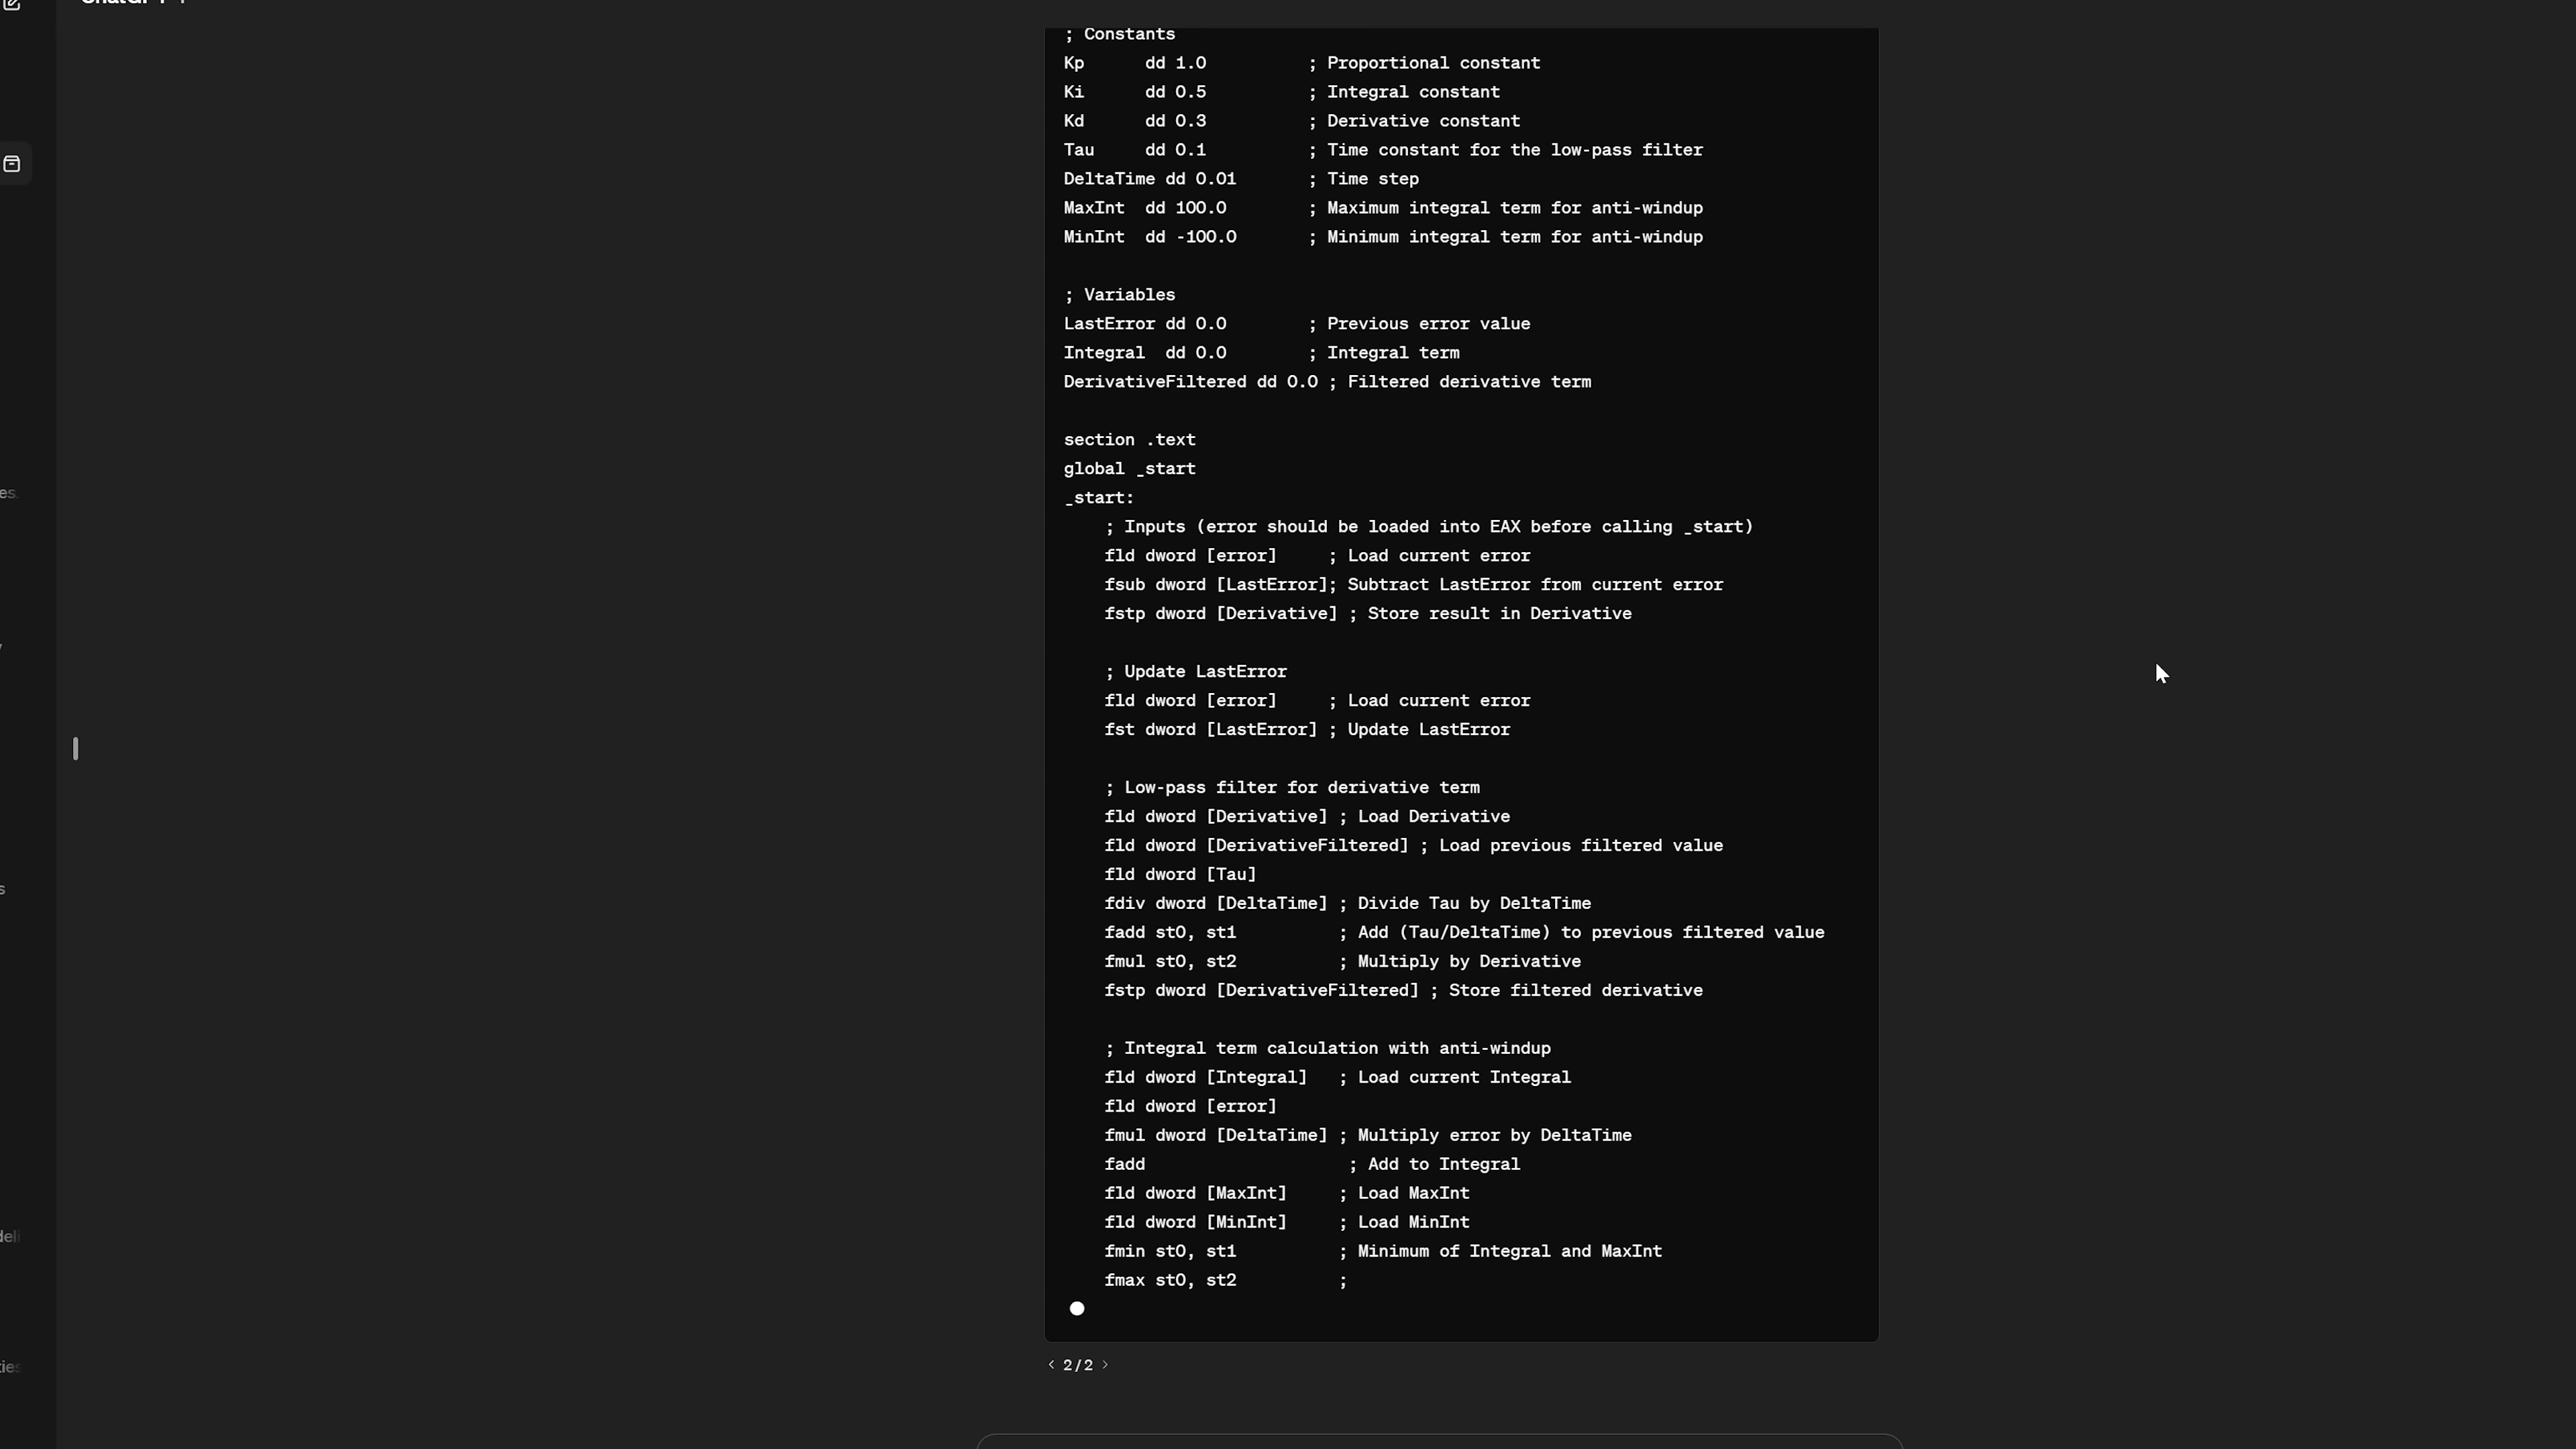 ; Constants
Kp      dd 1.0          ; Proportional constant
Ki      dd 0.5          ; Integral constant
Kd      dd 0.3          ; Derivative constant
Tau     dd 0.1          ; Time constant for the low-pass filter
DeltaTime dd 0.01       ; Time step
MaxInt  dd 100.0        ; Maximum integral term for anti-windup
MinInt  dd -100.0       ; Minimum integral term for anti-windup
; Variables
LastError dd 0.0        ; Previous error value
Integral  dd 0.0        ; Integral term
DerivativeFiltered dd 0.0 ; Filtered derivative term
section .text
global _start
_start:
    ; Inputs (error should be loaded into EAX before calling _start)
    fld dword [error]     ; Load current error
    fsub dword [LastError]; Subtract LastError from current error
    fstp dword [Derivative] ; Store result in Derivative
    ; Update LastError
    fld dword [error]     ; Load current error
    fst dword [LastError] ; Update LastError
    ; Low-pass filter for derivative term
    fld dword [Derivative] ; Load Derivative
    fld dword [DerivativeFiltered] ; Load previous filtered value
    fld dword [Tau]
    fdiv dword [DeltaTime] ; Divide Tau by DeltaTime
    fadd st0, st1          ; Add (Tau/DeltaTime) to previous filtered value
    fmul st0, st2          ; Multiply by Derivative
    fstp dword [DerivativeFiltered] ; Store filtered derivative
    ; Integral term calculation with anti-windup
    fld dword [Integral]   ; Load current Integral
    fld dword [error]
    fmul dword [DeltaTime] ; Multiply error by DeltaTime
    fadd                    ; Add to Integral
    fld dword [MaxInt]     ; Load MaxInt
    fld dword [MinInt]     ; Load MinInt
    fmin st0, st1          ; Minimum of Integral and MaxInt
    fmax st0, st2          ;
< 2/2 >